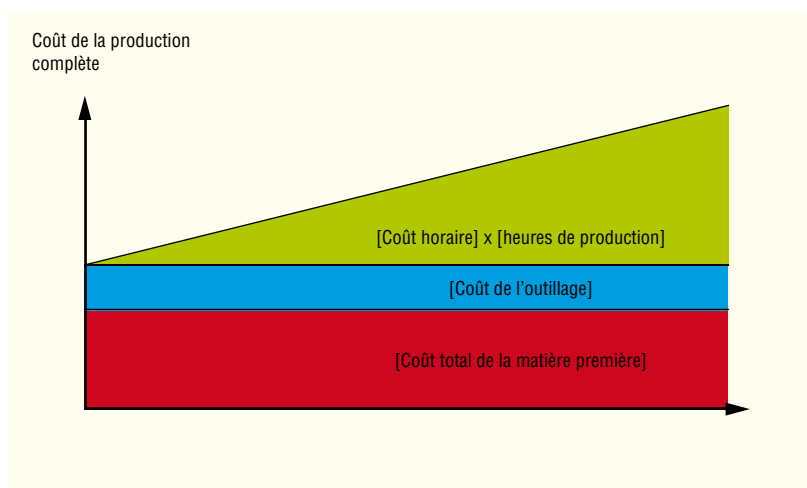 Coût de la production
complète
[Coût horaire] x [heures de production]
[Coût de l’outillage]
[Coût total de la matière première]